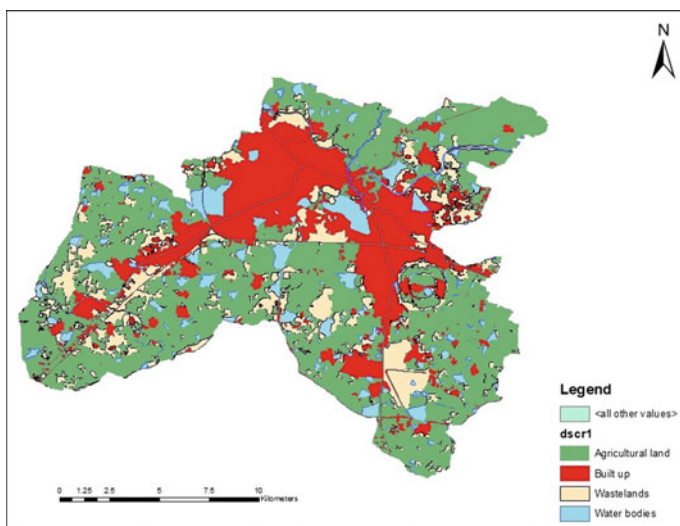 N
Legend
<all other values>
dscr1
Agricultural land
Built up
Wastelands
Water bodies
0 1.25 2.5 5 7.5 10
Kilometers